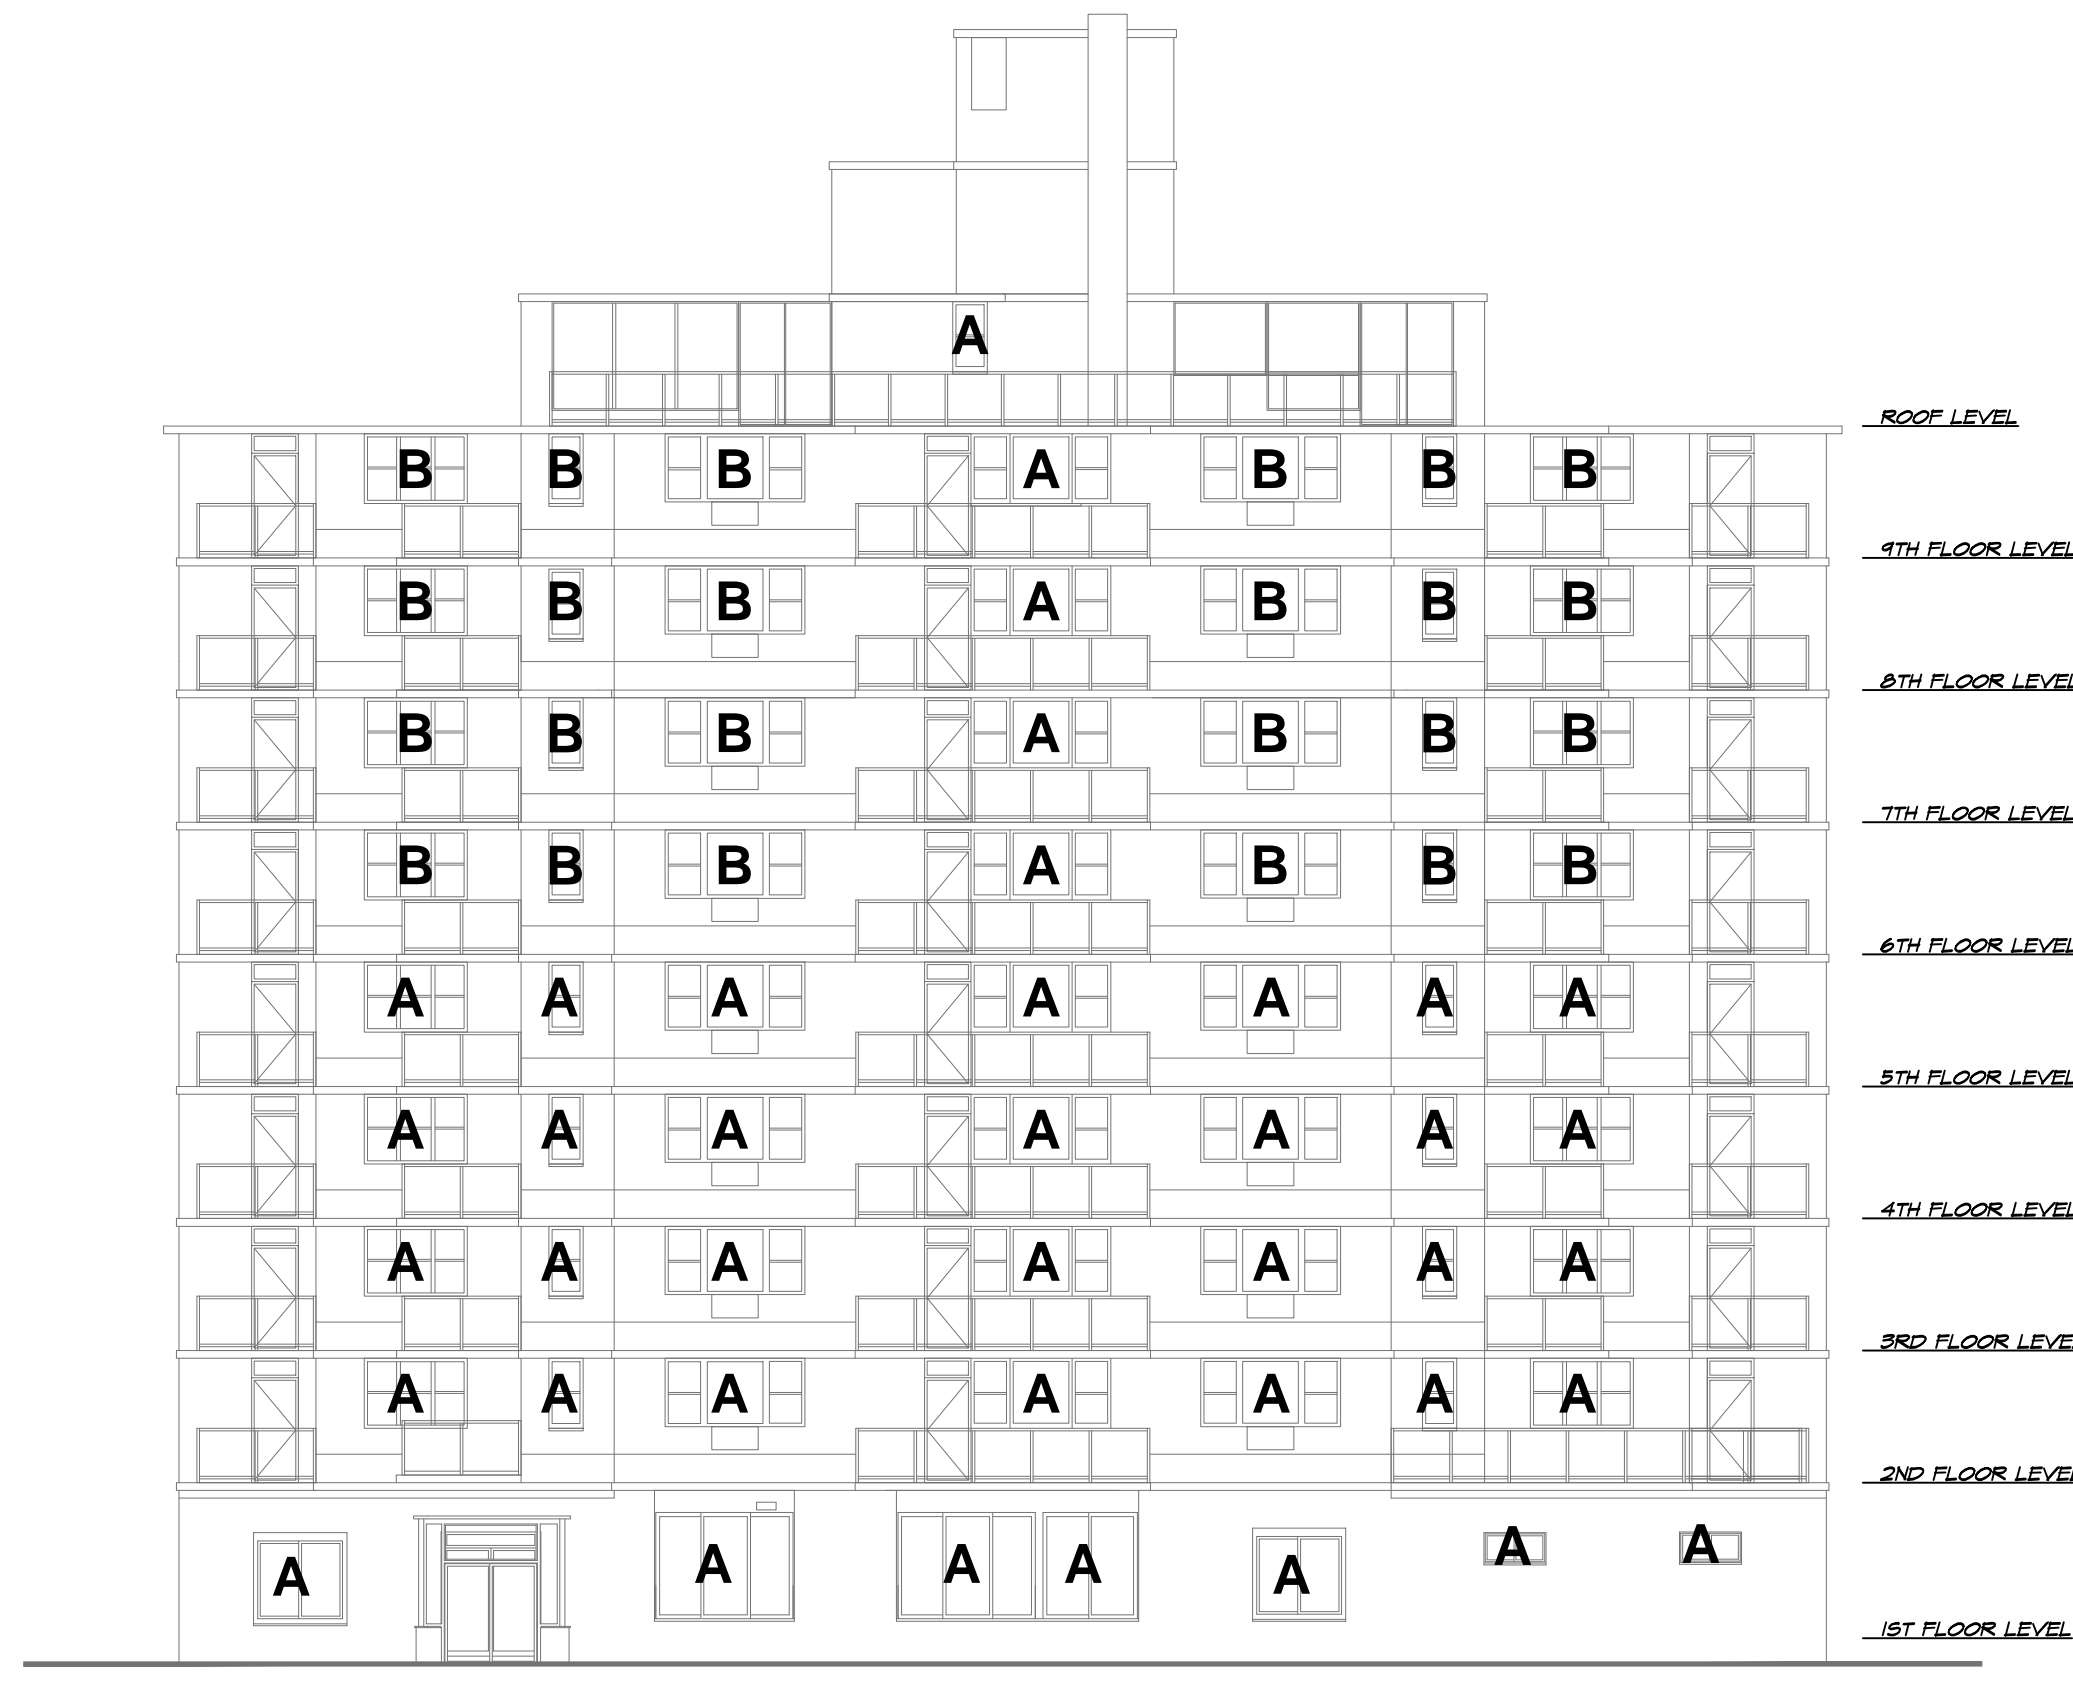 A
ROOF LEVEL
B B B A B B B
9TH FLOOR LEVEL
B B B A B B B
8TH FLOOR LEVEL
B B B A B B B
7TH FLOOR LEVEL
B B B A B B B
6TH FLOOR LEVEL
A A A A A A A
5TH FLOOR LEVEL
A A A A A A A
4TH FLOOR LEVEL
A A A A A A A
3RD FLOOR LEVEL
A A A A A A A
2ND FLOOR LEVEL
A A A A A A A
1ST FLOOR LEVEL